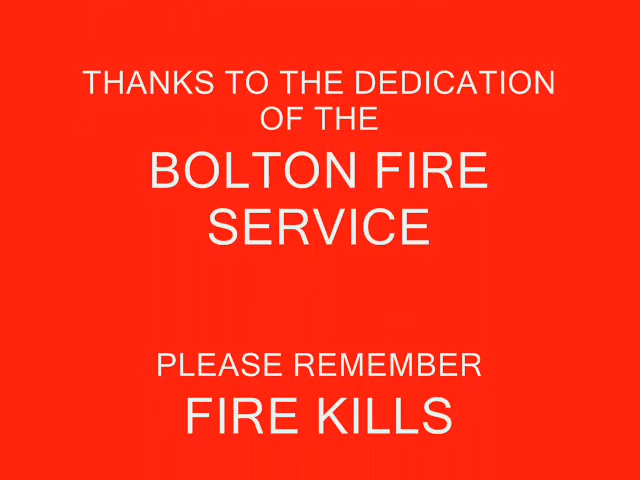 THANKS TO THE DEDICATION
OF THE
BOLTON FIRE
SERVICE
PLEASE REMEMBER
FIRE KILLS